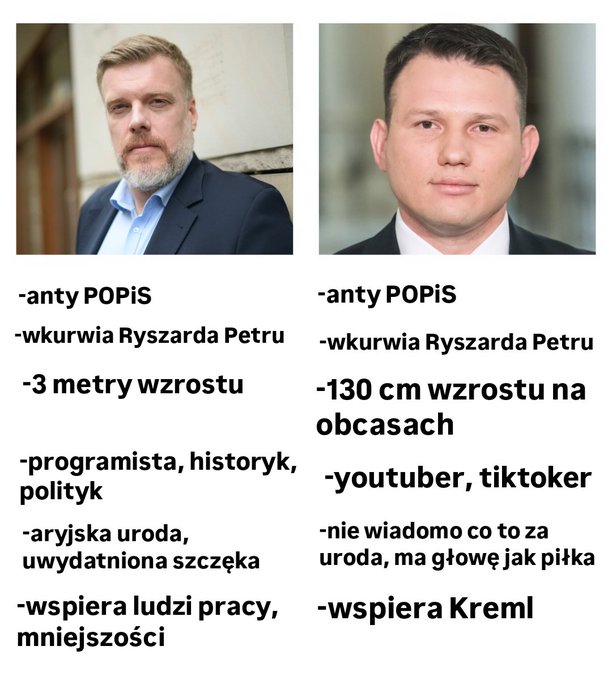 -anty POPiS
-wkurwia Ryszarda Petru
-3 metry wzrostu
-programista, historyk,
polityk
-aryjska uroda,
uwydatniona szczęka
-wspiera ludzi pracy,
mniejszości
-anty POPiS
-wkurwia Ryszarda Petru
-130 cm wzrostu na
obcasach
-youtuber, tiktoker
-nie wiadomo co to za
uroda, ma głowę jak piłka
-wspiera Kreml